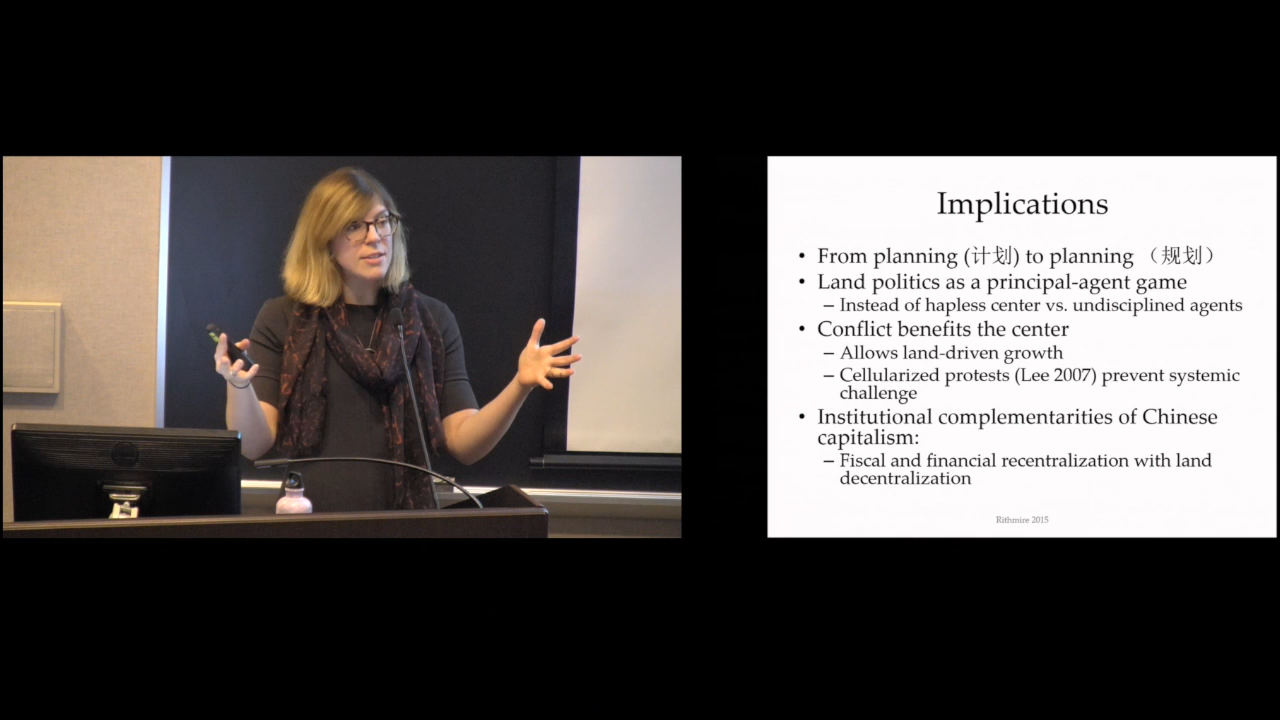 Implications
• From planning (计划) to planning （规划）
• Land politics as a principal-agent game
– Instead of hapless center vs. undisciplined agents
• Conflict benefits the center
– Allows land-driven growth
– Cellularized protests (Lee 2007) prevent systemic
challenge
• Institutional complementarities of Chinese
capitalism:
– Fiscal and financial recentralization with land
decentralization
Rithmire 2015